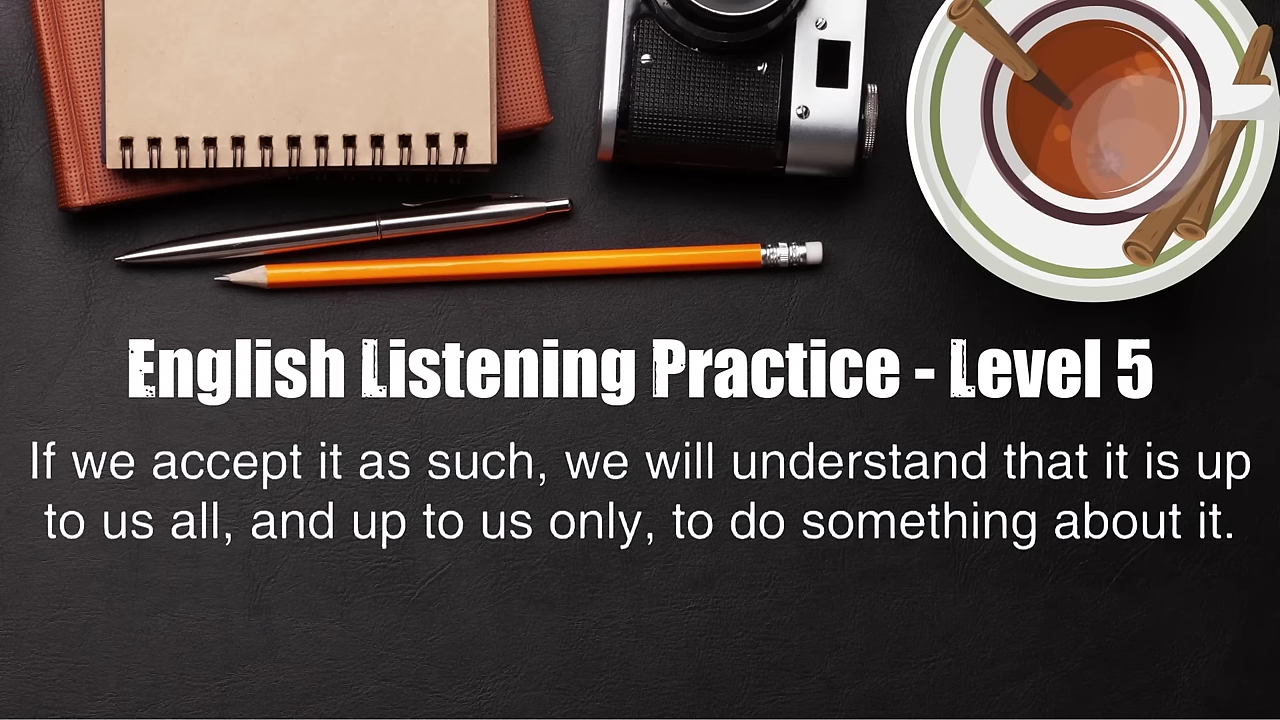 English Listening Practice - Level 5
If we accept it as such, we will understand that it is up
to us all, and up to us only, to do something about it.